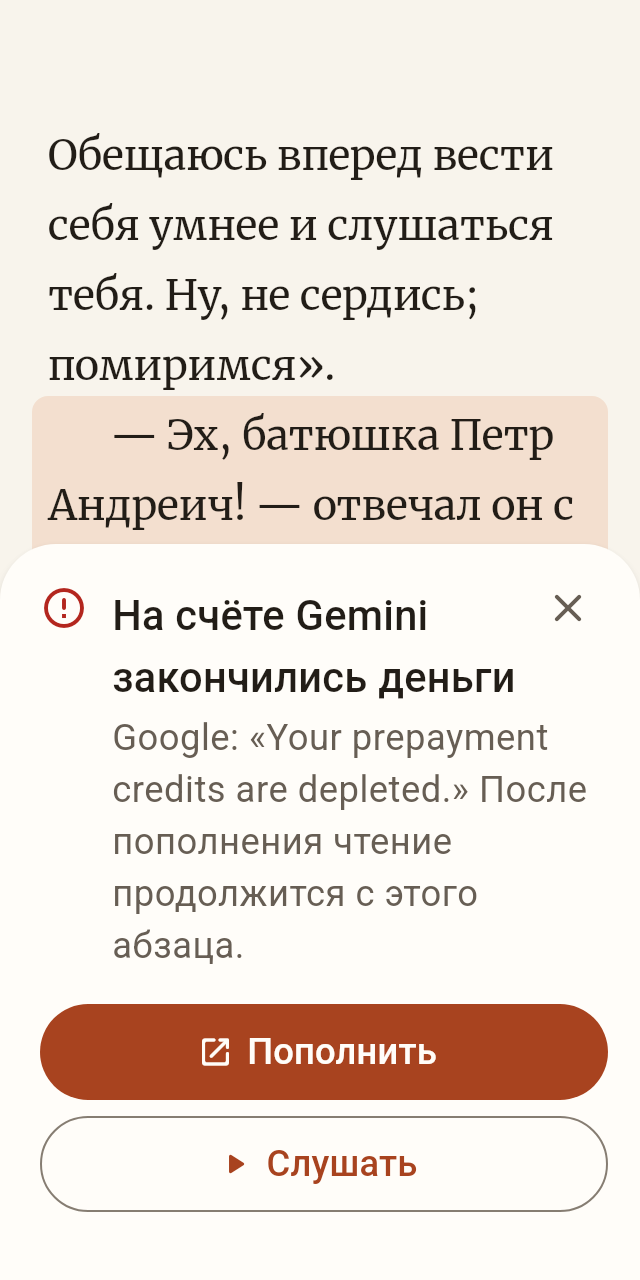 Обещаюсь вперед вести
себя умнее и слушаться
тебя. Ну, не сердись;
помиримся».
— Эх, батюшка Петр
Андреич! — отвечал он с
На счёте Gemini
закончились деньги
Google: «Your prepayment
credits are depleted.» После
пополнения чтение
продолжится с этого
абзаца.
Пополнить
Слушать